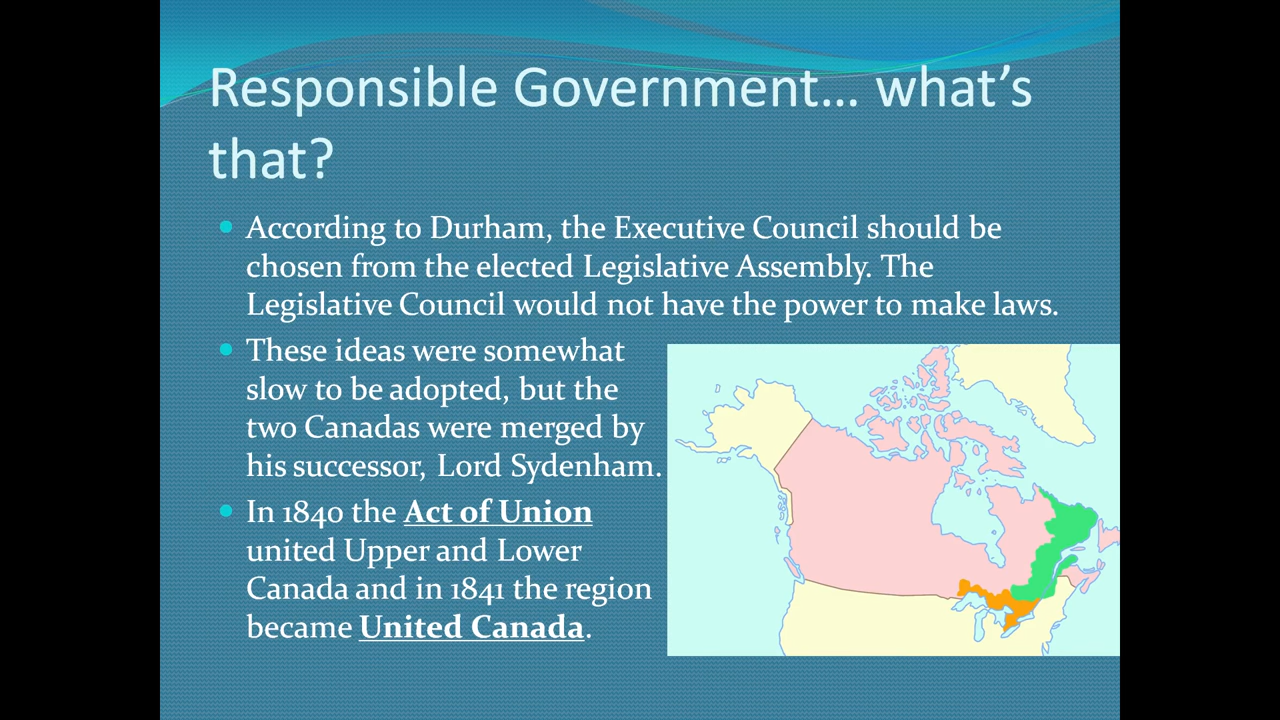 Responsible Government... what's
that?
According to Durham, the Executive Council should be
chosen from the elected Legislative Assembly. The
Legislative Council would not have the power to make laws.
These ideas were somewhat
slow to be adopted, but the
two Canadas were merged by
his successor, Lord Sydenham.
In 1840 the Act of Union
united Upper and Lower
Canada and in 1841 the region
became United Canada.